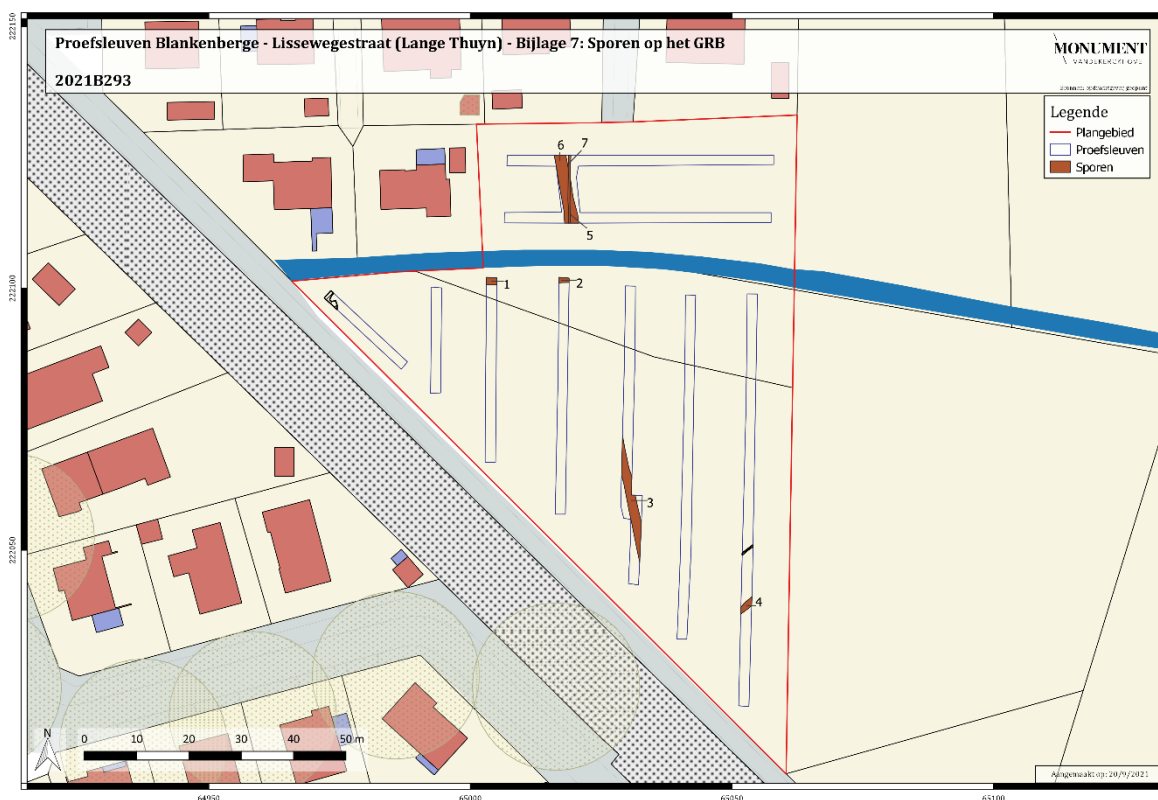 Proefsleuven Blankenberge - Lissewegestraat (Lange Thuyn) - Bijlage 7: Sporen op het GRB
2021B293
MONUMENT
VANDEKERCKHOVE
Legende
Plangebied
Proefsleuven
Sporen
222150
222100
222050
6
7
5
1
2
3
4
N
0 10 20 30 40 50 m
Aangemaakt op: 20/9/2021
64950
65000
65050
65100